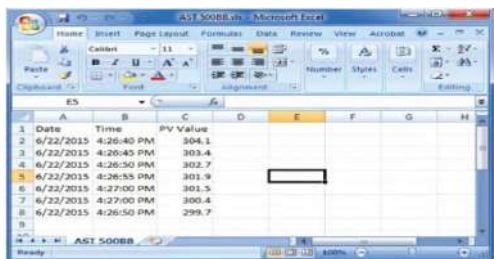 AST 500BB.xls - Microsoft Excel
Home Insert Page Layout Formulas Data Review View Acrobat
Calibri 11
Paste
B I U A A
% Number
A Styles
Cells
Clipboard Font Alignment Editing
E5 fx
A B C D E F G H
1 Date Time PV Value
2 6/22/2015 4:26:40 PM 304.1
3 6/22/2015 4:26:45 PM 303.4
4 6/22/2015 4:26:50 PM 302.7
5 6/22/2015 4:26:55 PM 301.9
6 6/22/2015 4:27:00 PM 301.5
7 6/22/2015 4:27:00 PM 300.4
8 6/22/2015 4:26:50 PM 299.7
9
AST 500BB
Ready 100%